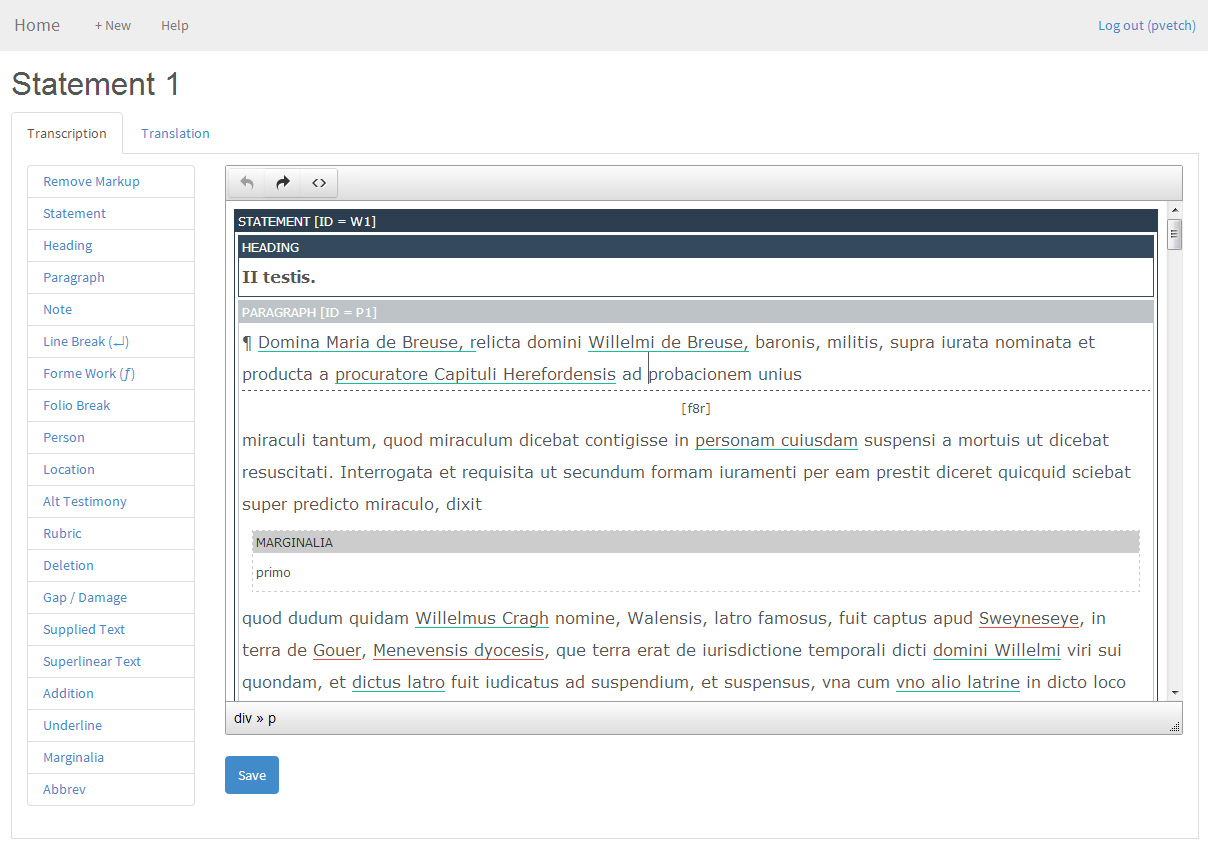 Home + New Help Log out (pvetch)
Statement 1
Transcription Translation
Remove Markup
Statement
Heading
Paragraph
Note
Line Break (↵)
Forme Work (ƒ)
Folio Break
Person
Location
Alt Testimony
Rubric
Deletion
Gap / Damage
Supplied Text
Superlinear Text
Addition
Underline
Marginalia
Abbrev
<>
STATEMENT [ID = W1]
HEADING
II testis.
PARAGRAPH [ID = P1]
¶ Domina Maria de Breuse, relicta domini Willelmi de Breuse, baronis, militis, supra iurata nominata et
producta a procuratore Capituli Herefordensis ad probacionem unius
[f8r]
miraculi tantum, quod miraculum dicebat contigisse in personam cuiusdam suspensi a mortuis ut dicebat
resuscitati. Interrogata et requisita ut secundum formam iuramenti per eam prestit diceret quicquid sciebat
super predicto miraculo, dixit
MARGINALIA
primo
quod dudum quidam Willelmus Cragh nomine, Walensis, latro famosus, fuit captus apud Sweyneseye, in
terra de Gouer, Menevensis dyocesis, que terra erat de iurisdictione temporali dicti domini Willelmi viri sui
quondam, et dictus latro fuit iudicatus ad suspendium, et suspensus, vna cum vno alio latrine in dicto loco
div » p
Save